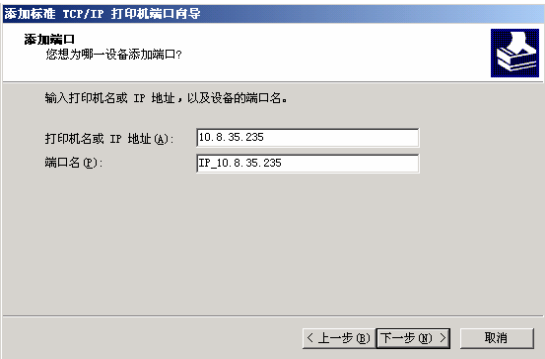 添加标准 TCP/IP 打印机端口向导
添加端口
您想为哪一设备添加端口?
输入打印机名或 IP 地址，以及设备的端口名。
打印机名或 IP 地址(A): 10.8.35.235
端口名(P): IP_10.8.35.235
< 上一步(B) 下一步(N) > 取消